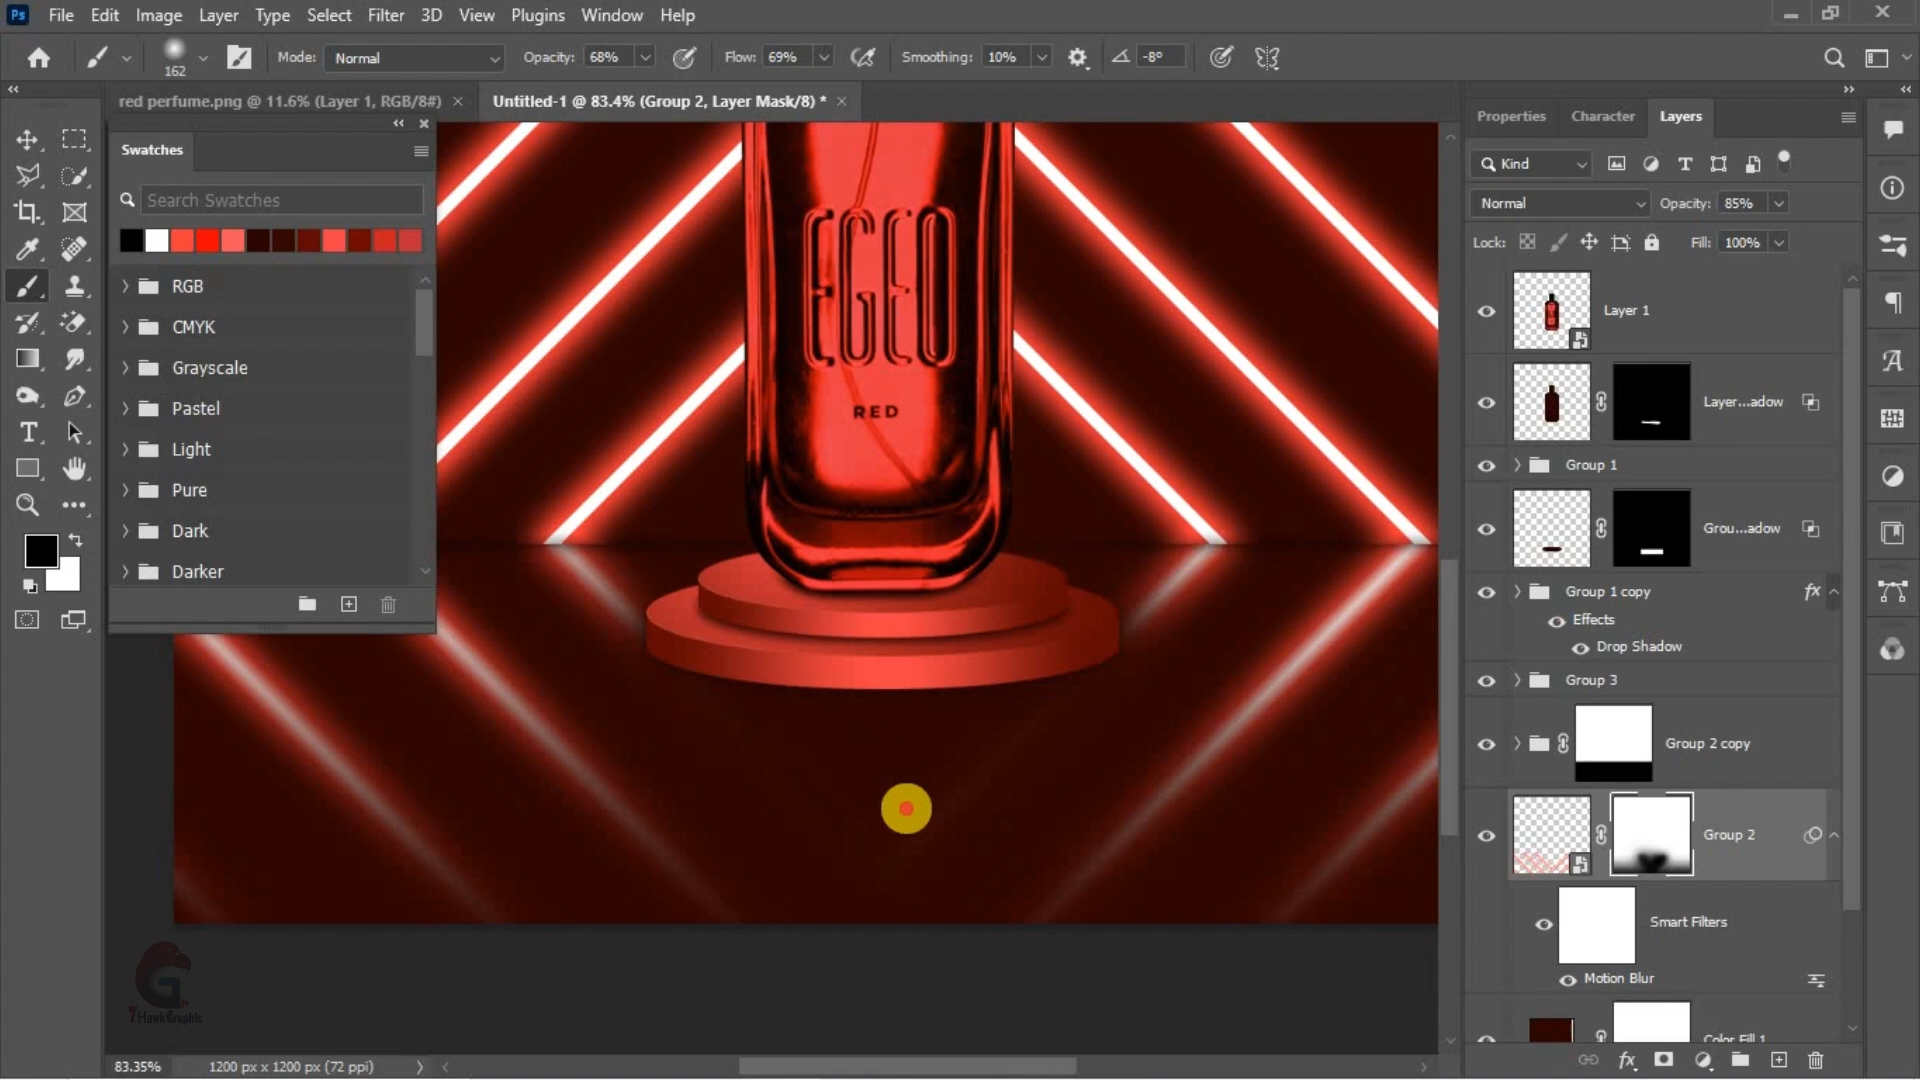 Ps File Edit Image Layer Type Select Filter 3D View Plugins Window Help
162 Mode: Normal Opacity: 68% Flow: 69% Smoothing: 10% -8°
red perfume.png @ 11.6% (Layer 1, RGB/8#) Untitled-1 @ 83.4% (Group 2, Layer Mask/8) *
Swatches
Search Swatches
RGB
CMYK
Grayscale
Pastel
Light
Pure
Dark
Darker
EGEO
RED
Properties Character Layers
Kind
Normal Opacity: 85%
Lock: Fill: 100%
Layer 1
Layer...adow
Group 1
Grou...adow
Group 1 copy fx
Effects
Drop Shadow
Group 3
Group 2 copy
Group 2
Smart Filters
Motion Blur
Color Fill 1
G
7HawkGraphic
83.35% 1200 px x 1200 px (72 ppi)
fx